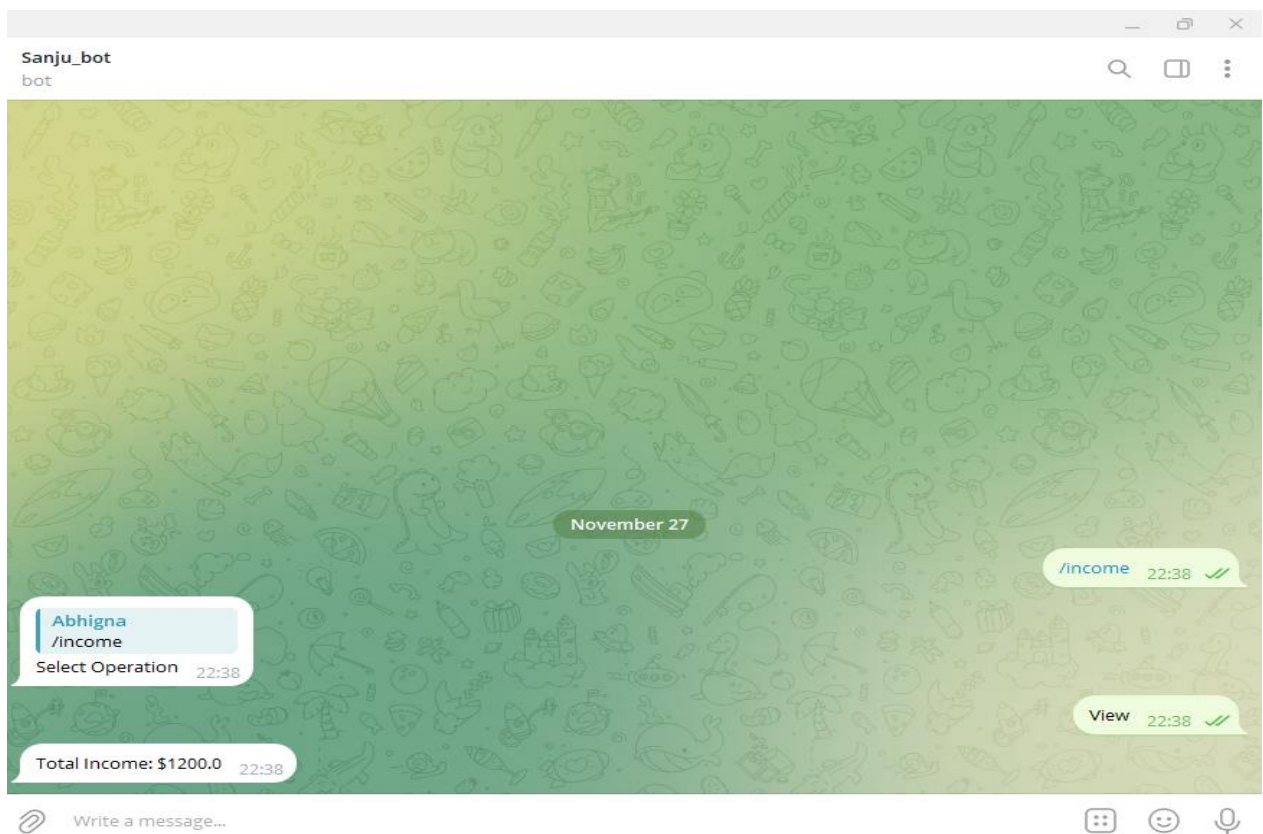 Sanju_bot
bot
November 27
/income 22:38
Abhigna
/income
Select Operation 22:38
View 22:38
Total Income: $1200.0 22:38
Write a message...